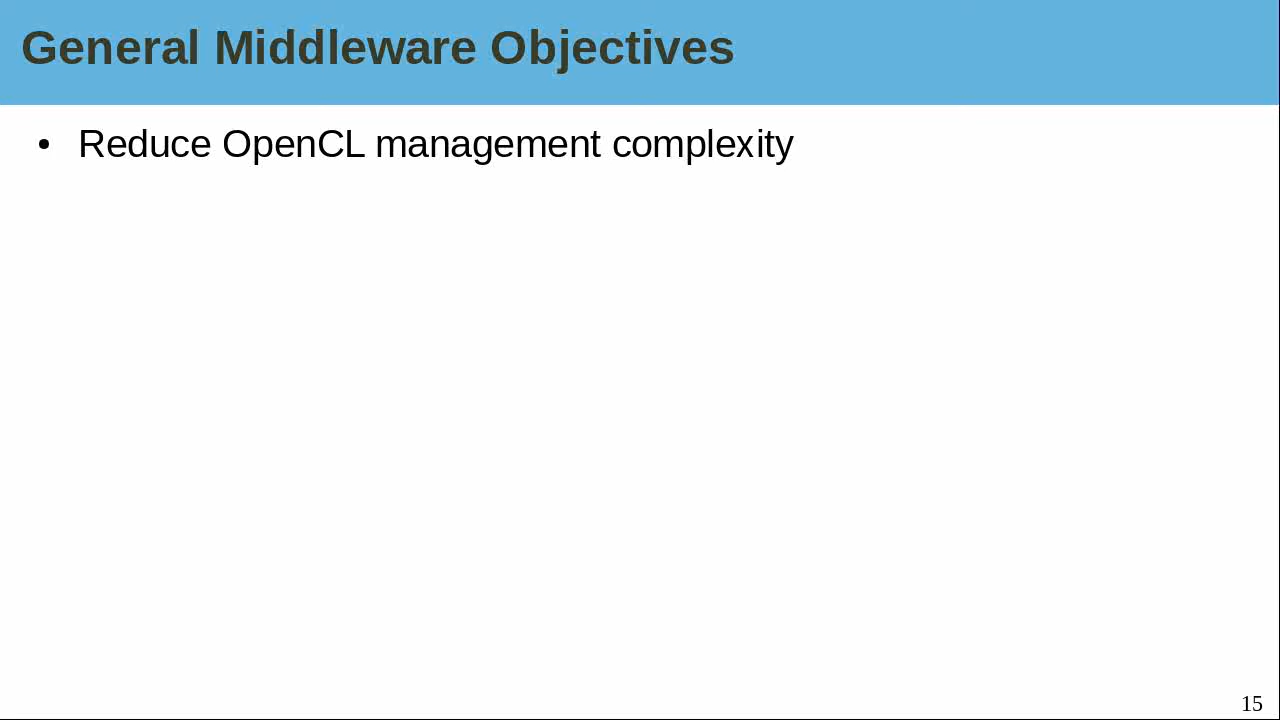 General Middleware Objectives
• Reduce OpenCL management complexity
15